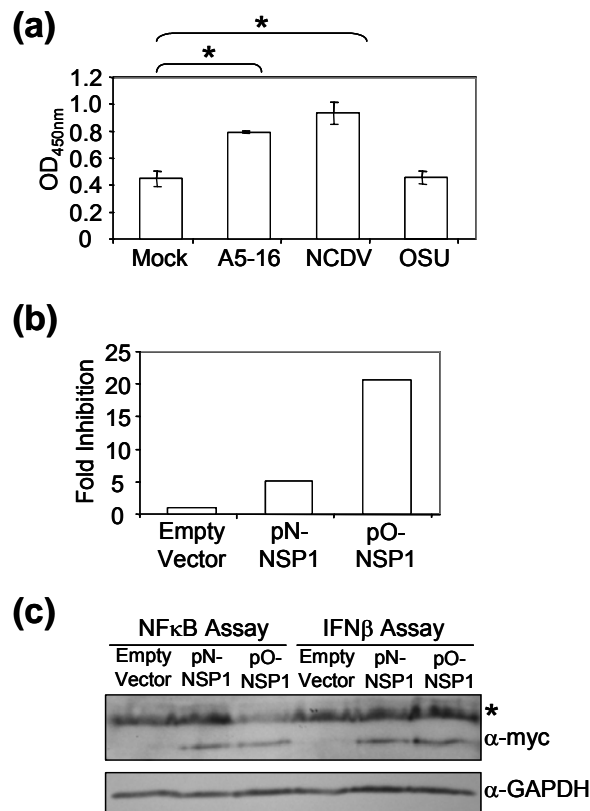 (a)
*
*
OD450nm
1.2
1.0
0.8
0.6
0.4
0.2
0
Mock A5-16 NCDV OSU
(b)
Fold Inhibition
25
20
15
10
5
0
Empty Vector pN-NSP1 pO-NSP1
(c)
NFκB Assay IFNβ Assay
Empty Vector pN-NSP1 pO-NSP1 Empty Vector pN-NSP1 pO-NSP1
*
α-myc
α-GAPDH